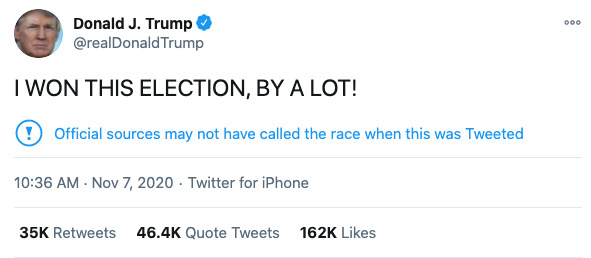 Donald J. Trump
@realDonaldTrump
I WON THIS ELECTION, BY A LOT!
Official sources may not have called the race when this was Tweeted
10:36 AM · Nov 7, 2020 · Twitter for iPhone
35K Retweets 46.4K Quote Tweets 162K Likes